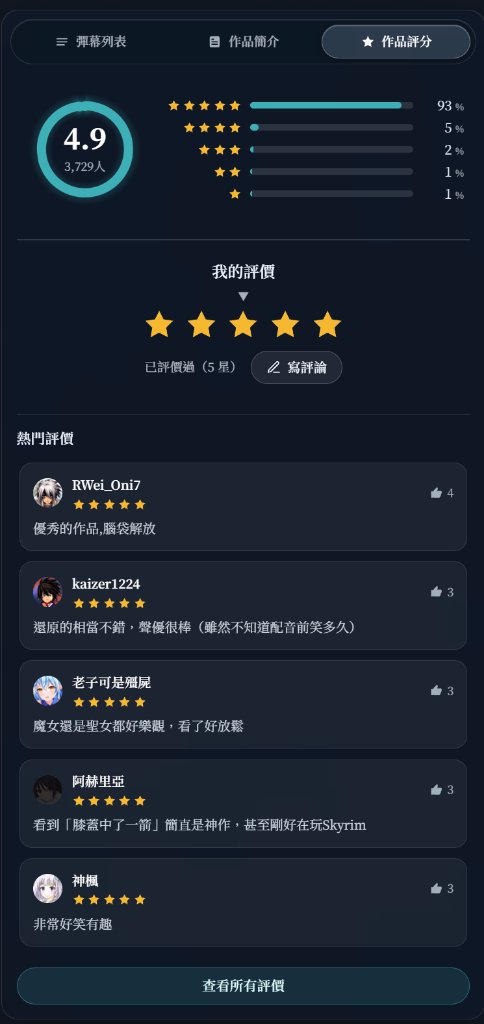 彈幕列表
作品簡介
作品評分
4.9
3,729人
93 %
5 %
2 %
1 %
1 %
我的評價
已評價過（5 星）
寫評論
熱門評價
RWei_Oni7
4
優秀的作品,腦袋解放
kaizer1224
3
還原的相當不錯，聲優很棒（雖然不知道配音前笑多久）
老子可是殭屍
3
魔女還是聖女都好樂觀，看了好放鬆
阿赫里亞
3
看到「膝蓋中了一箭」簡直是神作，甚至剛好在玩Skyrim
神楓
3
非常好笑有趣
查看所有評價